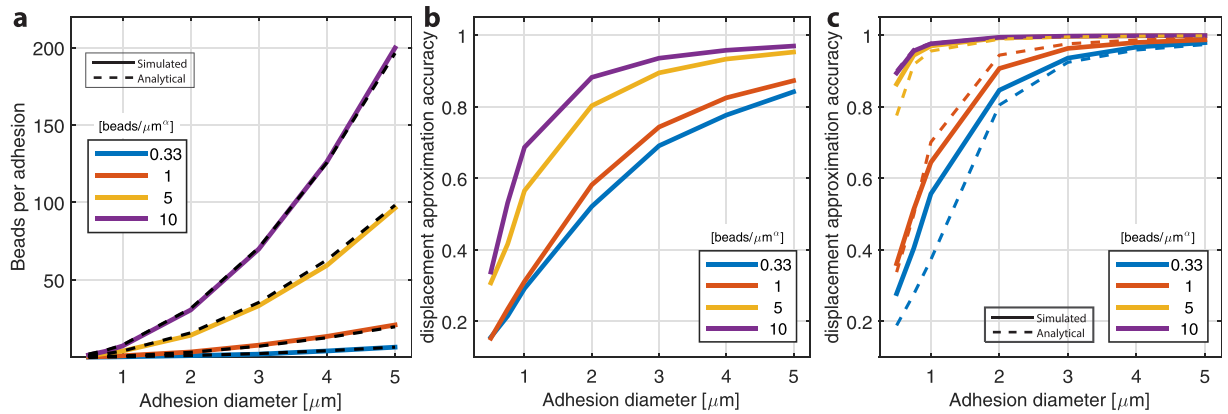 a
Beads per adhesion
200
150
100
50
Simulated
Analytical
[beads/μmᵅ]
0.33
1
5
10
1
2
3
4
5
Adhesion diameter [μm]
b
displacement approximation accuracy
1
0.8
0.6
0.4
0.2
[beads/μmᵅ]
0.33
1
5
10
1
2
3
4
5
Adhesion diameter [μm]
c
displacement approximation accuracy
1
0.8
0.6
0.4
0.2
Simulated
Analytical
[beads/μmᵅ]
0.33
1
5
10
1
2
3
4
5
Adhesion diameter [μm]